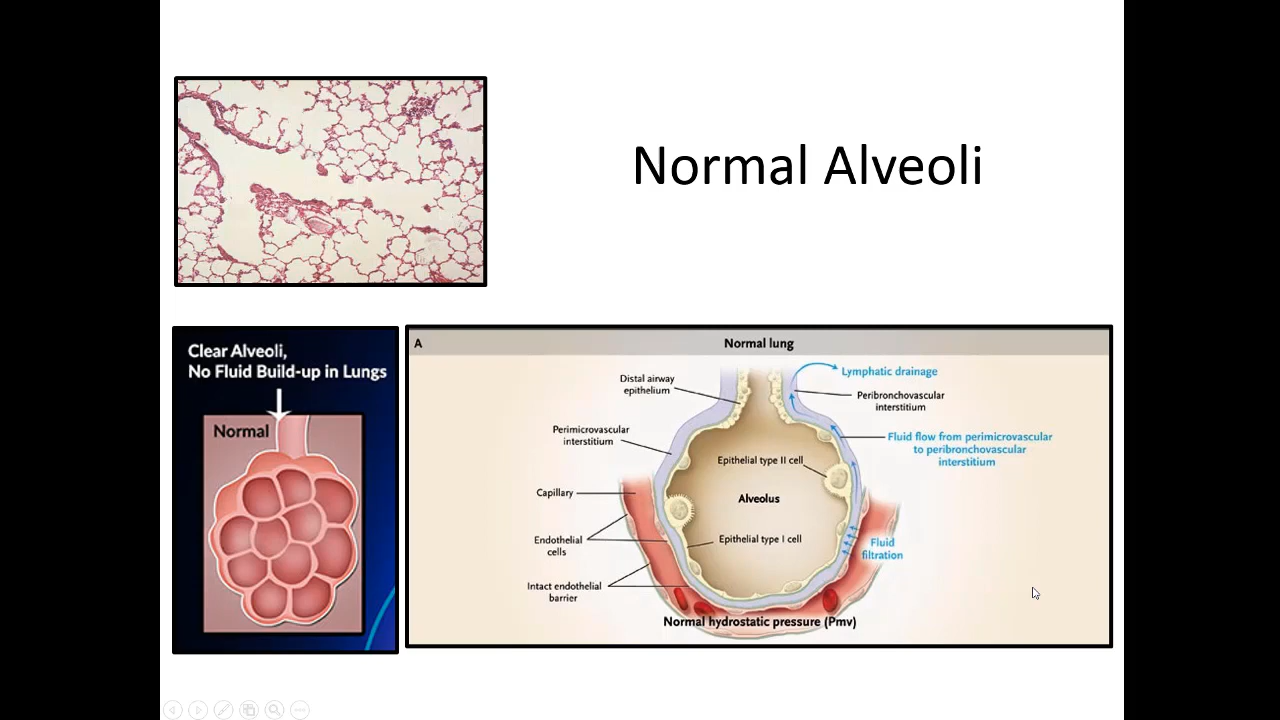 Normal Alveoli
Clear Alveoli,
No Fluid Build-up in Lungs
Normal
A
Normal lung
Distal airway
epithelium
Lymphatic drainage
Peribronchovascular
interstitium
Perimicrovascular
interstitium
Fluid flow from perimicrovascular
to peribronchovascular
interstitium
Epithelial type II cell
Capillary
Alveolus
Endothelial
cells
Epithelial type I cell
Fluid
filtration
Intact endothelial
barrier
Normal hydrostatic pressure (Pmv)